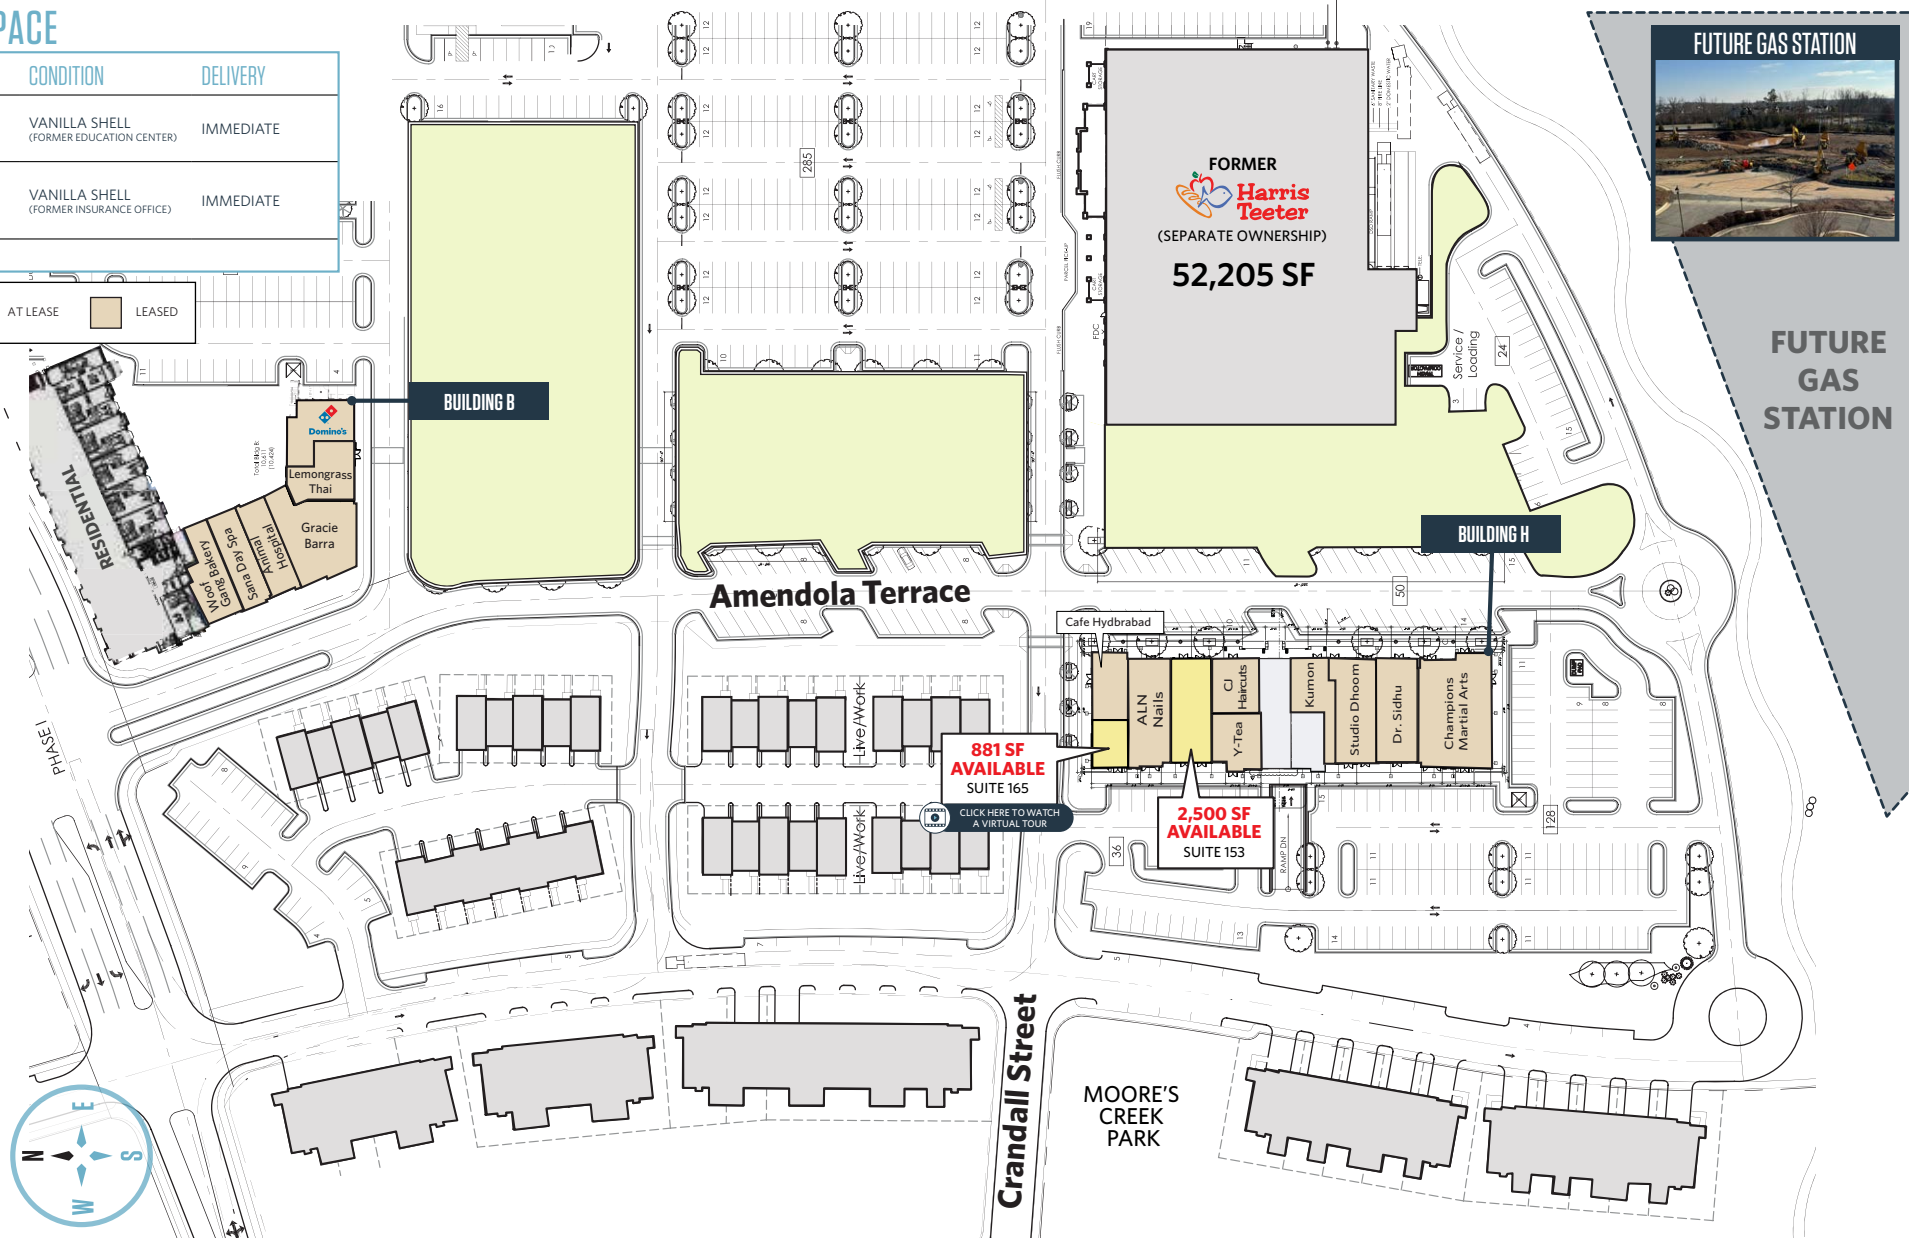 PACE
CONDITION
DELIVERY
VANILLA SHELL
(FORMER EDUCATION CENTER)
IMMEDIATE
VANILLA SHELL
(FORMER INSURANCE OFFICE)
IMMEDIATE
AT LEASE
LEASED
FUTURE GAS STATION
FUTURE
GAS
STATION
FORMER
Harris
Teeter
(SEPARATE OWNERSHIP)
52,205 SF
Service /
Loading
24
285
BUILDING B
Domino's
Lemongrass
Thai
Gracie
Barra
Animal
Hospital
Sana Day Spa
Woof
Gang Bakery
RESIDENTIAL
BUILDING H
Amendola Terrace
50
Cafe Hydbrabad
ALN
Nails
CJ
Haircuts
Y-Tea
Kumon
Studio Dhoom
Dr. Sidhu
Champions
Martial Arts
881 SF
AVAILABLE
SUITE 165
CLICK HERE TO WATCH
A VIRTUAL TOUR
2,500 SF
AVAILABLE
SUITE 153
RAMP DN
36
128
Live/Work
Live/Work
PHASE I
Crandall Street
MOORE'S
CREEK
PARK
N
E
S
W